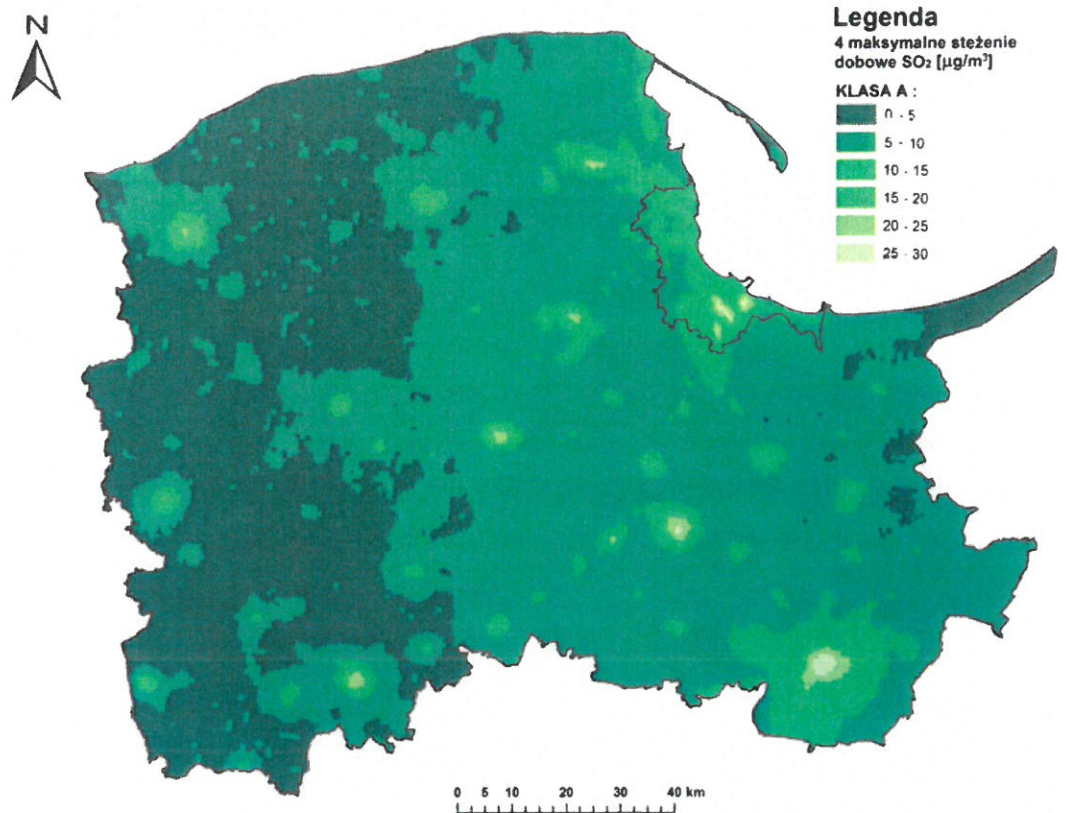 N
Legenda
4 maksymalne stężenie
dobowe SO₂ [µg/m³]
KLASA A :
0 - 5
5 - 10
10 - 15
15 - 20
20 - 25
25 - 30
0 5 10 20 30 40 km